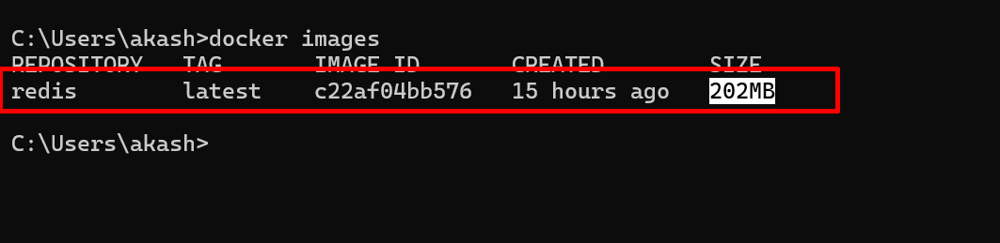 C:\Users\akash>docker images
REPOSITORY TAG IMAGE ID CREATED SIZE
redis latest c22af04bb576 15 hours ago 202MB
C:\Users\akash>